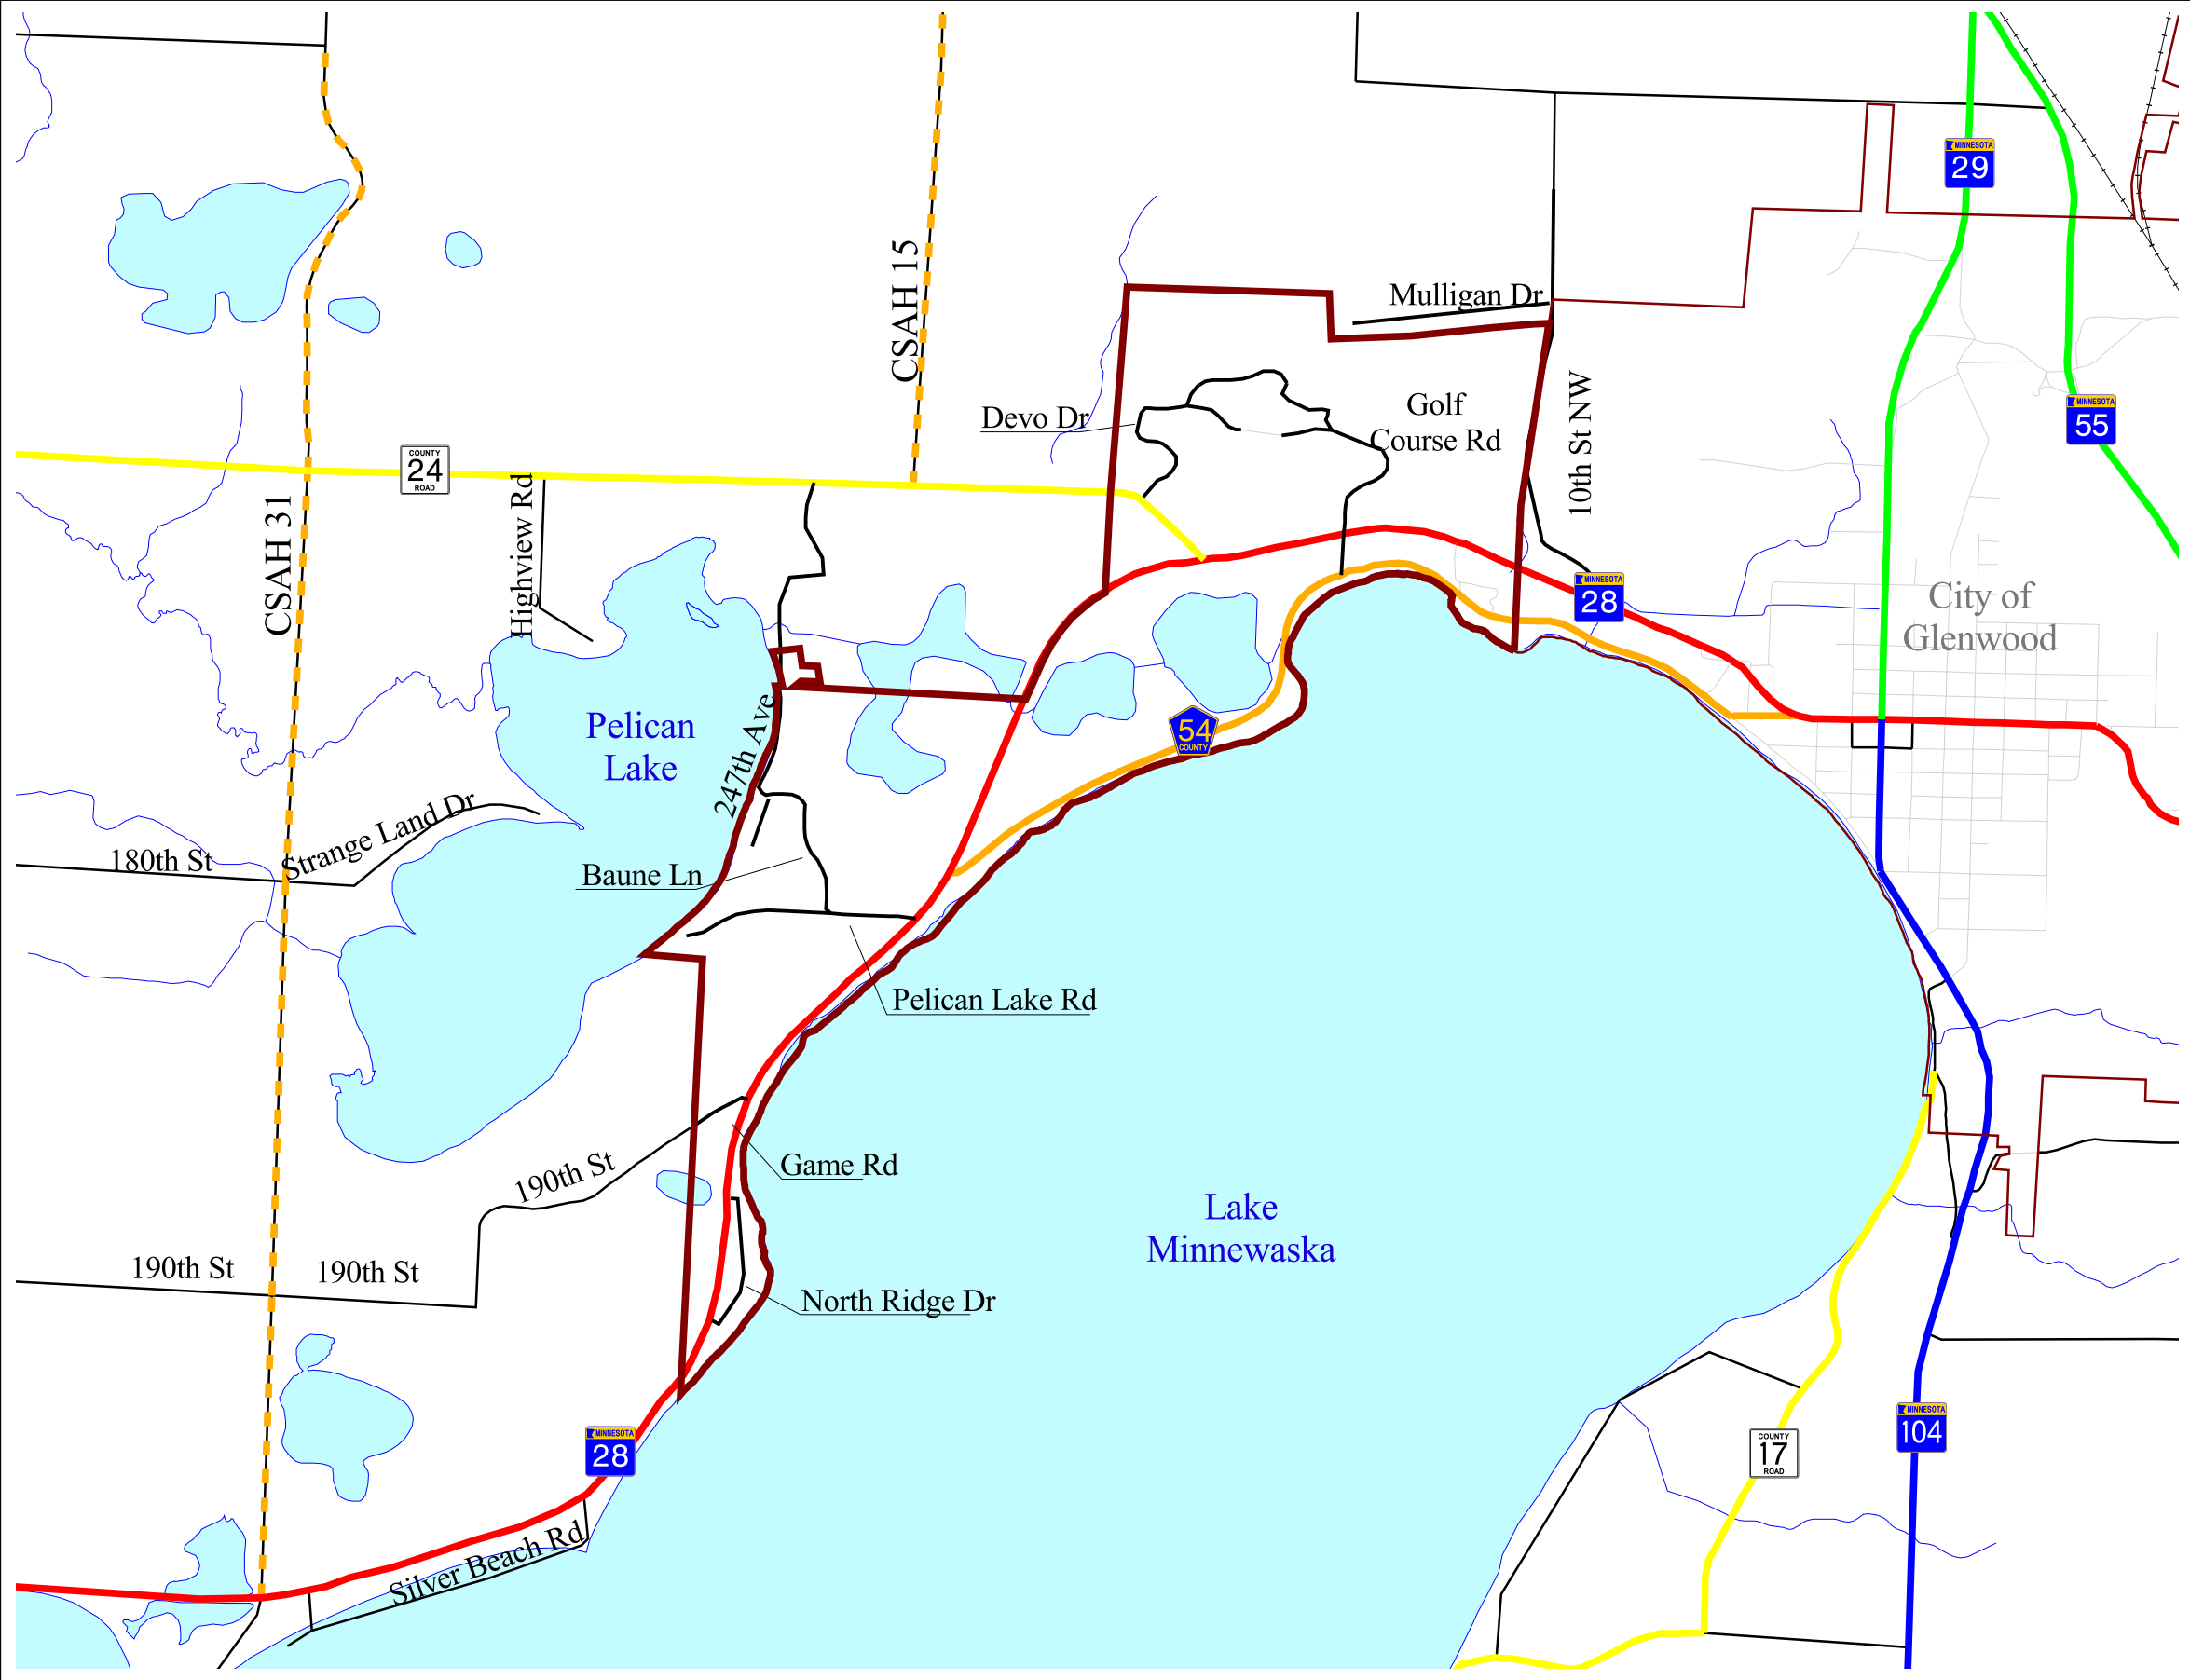 MINNESOTA
29
CSAH 15
Mulligan Dr
Devo Dr
Golf
Course Rd
10th St NW
MINNESOTA
55
COUNTY
24
ROAD
Highview Rd
CSAH 31
MINNESOTA
28
City of
Glenwood
Pelican
Lake
247th Ave
54
COUNTY
180th St
Strange Land Dr
Baune Ln
Pelican Lake Rd
190th St
Game Rd
Lake
Minnewaska
190th St
190th St
North Ridge Dr
MINNESOTA
28
COUNTY
17
ROAD
MINNESOTA
104
Silver Beach Rd